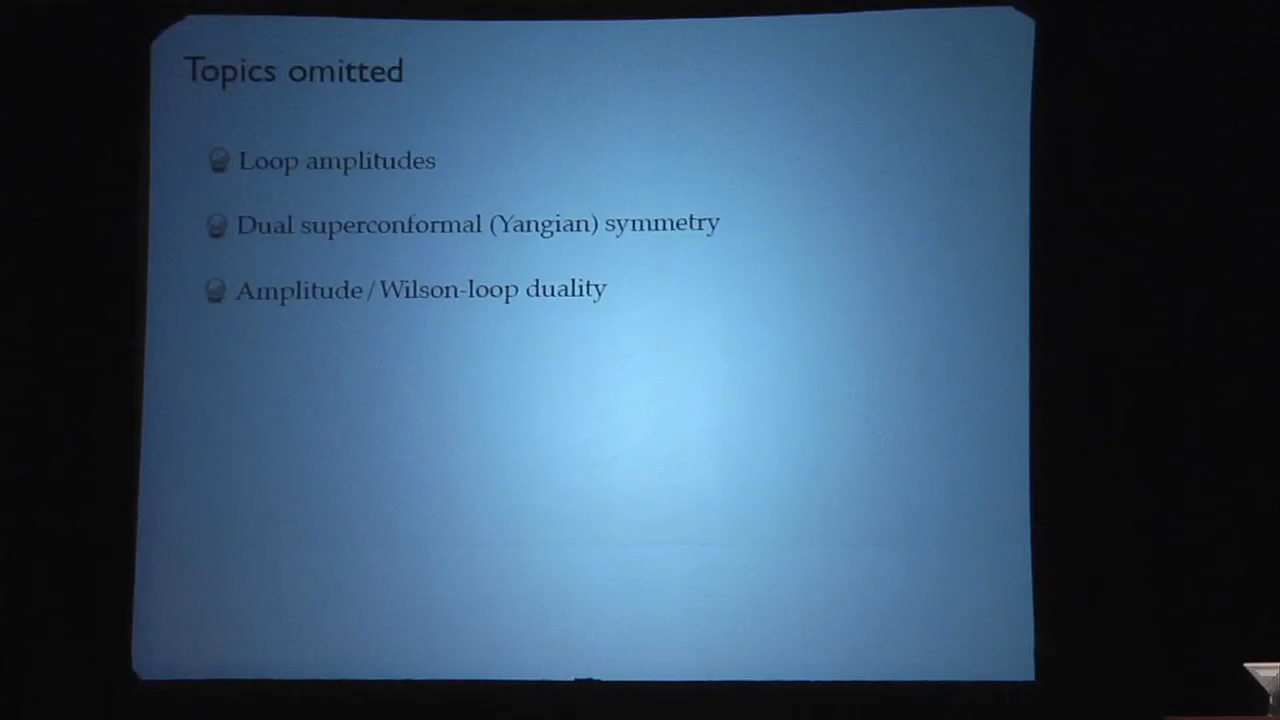 Topics omitted
Loop amplitudes
Dual superconformal (Yangian) symmetry
Amplitude/Wilson-loop duality